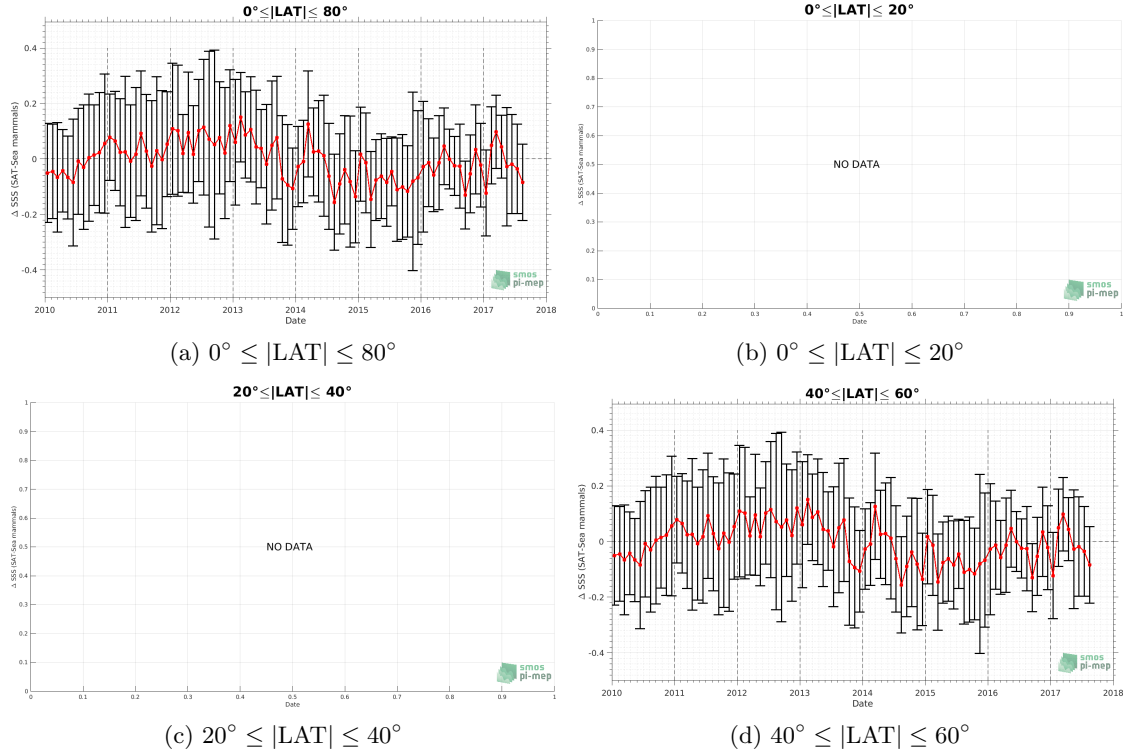 0°≤|LAT|≤ 80°
Δ SSS (SAT-Sea mammals)
0.4
0.2
0
-0.2
-0.4
2010 2011 2012 2013 2014 2015 2016 2017 2018
Date
smos
pi-mep
(a) 0° ≤ |LAT| ≤ 80°
0°≤|LAT|≤ 20°
Δ SSS (SAT-Sea mammals)
1
0.9
0.8
0.7
0.6
0.5
0.4
0.3
0.2
0.1
0
NO DATA
0 0.1 0.2 0.3 0.4 0.5 0.6 0.7 0.8 0.9 1
Date
smos
pi-mep
(b) 0° ≤ |LAT| ≤ 20°
20°≤|LAT|≤ 40°
Δ SSS (SAT-Sea mammals)
1
0.9
0.8
0.7
0.6
0.5
0.4
0.3
0.2
0.1
0
NO DATA
0 0.1 0.2 0.3 0.4 0.5 0.6 0.7 0.8 0.9 1
Date
smos
pi-mep
(c) 20° ≤ |LAT| ≤ 40°
40°≤|LAT|≤ 60°
Δ SSS (SAT-Sea mammals)
0.4
0.2
0
-0.2
-0.4
2010 2011 2012 2013 2014 2015 2016 2017 2018
Date
smos
pi-mep
(d) 40° ≤ |LAT| ≤ 60°